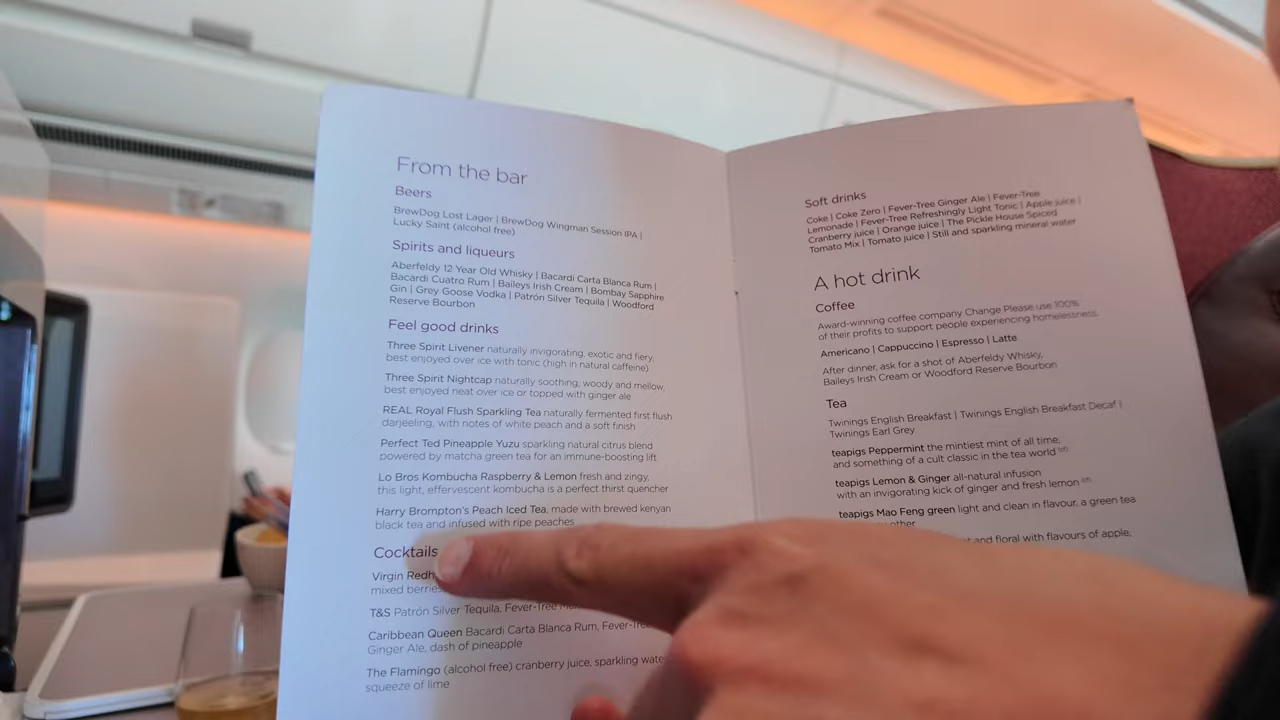 From the bar
Beers
BrewDog Lost Lager | BrewDog Wingman Session IPA |
Lucky Saint (alcohol free)
Spirits and liqueurs
Aberfeldy 12 Year Old Whisky | Bacardi Carta Blanca Rum |
Bacardi Cuatro Rum | Baileys Irish Cream | Bombay Sapphire
Gin | Grey Goose Vodka | Patrón Silver Tequila | Woodford
Reserve Bourbon
Feel good drinks
Three Spirit Livener naturally invigorating, exotic and fiery,
best enjoyed over ice with tonic (high in natural caffeine)
Three Spirit Nightcap naturally soothing, woody and mellow,
best enjoyed neat over ice or topped with ginger ale
REAL Royal Flush Sparkling Tea naturally fermented first flush
darjeeling, with notes of white peach and a soft finish
Perfect Ted Pineapple Yuzu sparkling natural citrus blend
powered by matcha green tea for an immune-boosting lift
Lo Bros Kombucha Raspberry & Lemon fresh and zingy,
this light, effervescent kombucha is a perfect thirst quencher
Harry Brompton's Peach Iced Tea, made with brewed kenyan
black tea and infused with ripe peaches
Cocktails
Virgin Redh
mixed berries
T&S Patrón Silver Tequila, Fever-Tree
Caribbean Queen Bacardi Carta Blanca Rum, Fever-Tree
Ginger Ale, dash of pineapple
The Flamingo (alcohol free) cranberry juice, sparkling wate
squeeze of lime
Soft drinks
Coke | Coke Zero | Fever-Tree Ginger Ale | Fever-Tree
Lemonade | Fever-Tree Refreshingly Light Tonic | Apple juice |
Cranberry juice | Orange juice | The Pickle House Spiced
Tomato Mix | Tomato juice | Still and sparkling mineral water
A hot drink
Coffee
Award-winning coffee company Change Please use 100%
of their profits to support people experiencing homelessness.
Americano | Cappuccino | Espresso | Latte
After dinner, ask for a shot of Aberfeldy Whisky,
Baileys Irish Cream or Woodford Reserve Bourbon
Tea
Twinings English Breakfast | Twinings English Breakfast Decaf |
Twinings Earl Grey
teapigs Peppermint the mintiest mint of all time,
and something of a cult classic in the tea world
teapigs Lemon & Ginger all-natural infusion
with an invigorating kick of ginger and fresh lemon
teapigs Mao Feng green light and clean in flavour, a green tea
other
and floral with flavours of apple,